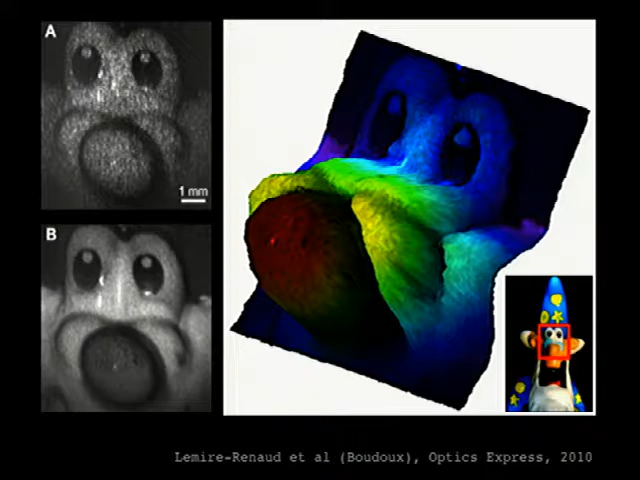 A
1 mm
B
Lemire-Renaud et al (Boudoux), Optics Express, 2010